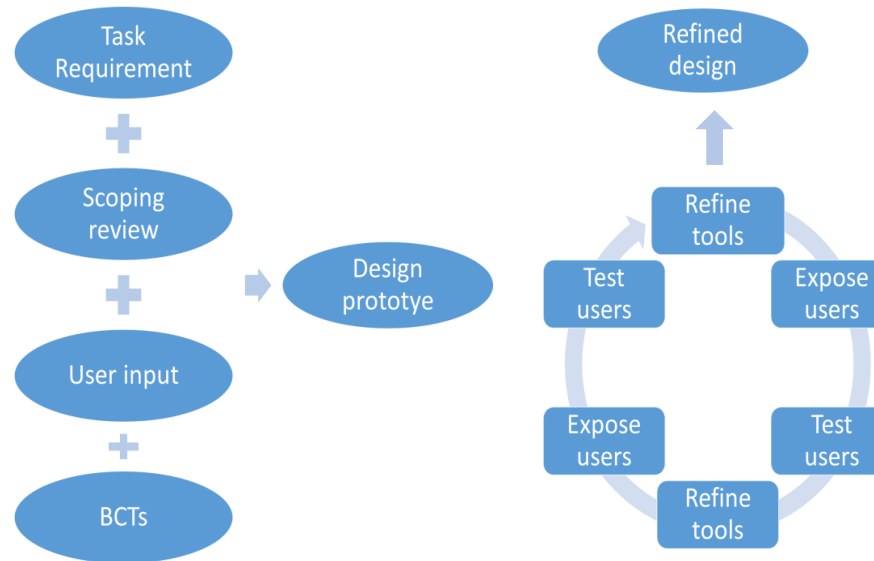 Task
Requirement
Scoping
review
User input
BCTs
Design
prototye
Refined
design
Refine
tools
Expose
users
Test
users
Refine
tools
Expose
users
Test
users